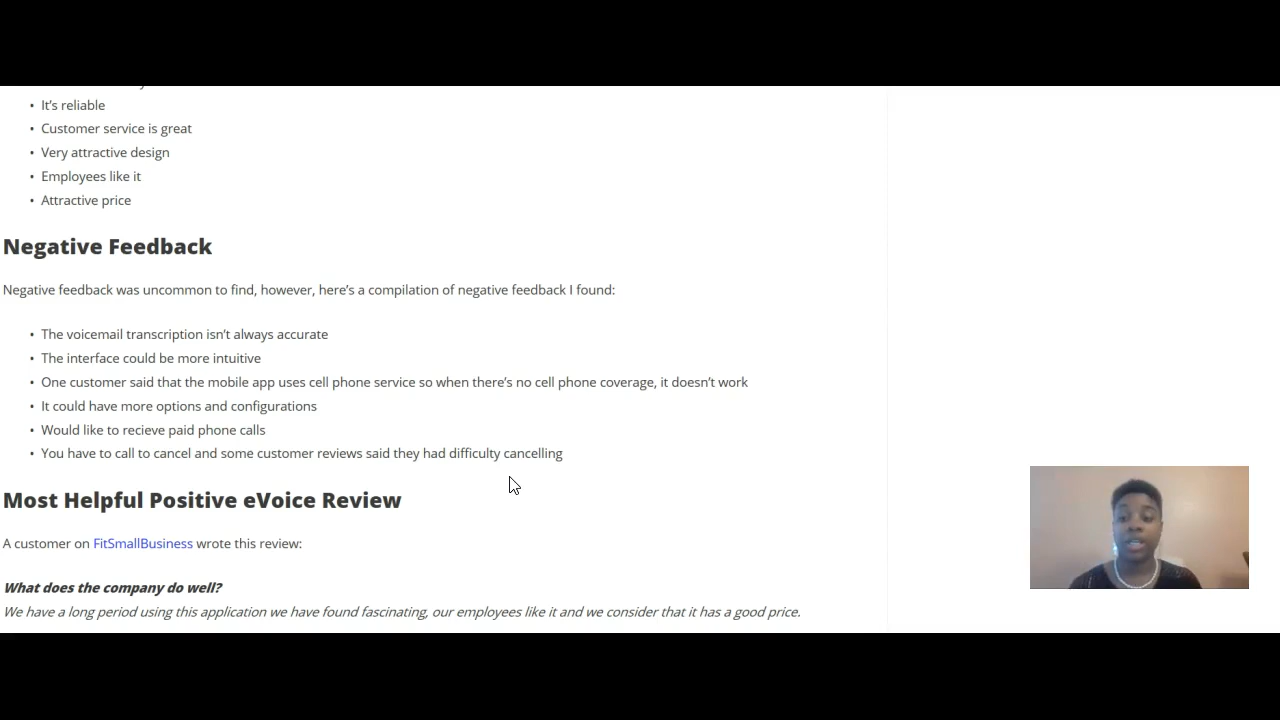 • It's reliable
• Customer service is great
• Very attractive design
• Employees like it
• Attractive price
Negative Feedback
Negative feedback was uncommon to find, however, here's a compilation of negative feedback I found:
• The voicemail transcription isn't always accurate
• The interface could be more intuitive
• One customer said that the mobile app uses cell phone service so when there's no cell phone coverage, it doesn't work
• It could have more options and configurations
• Would like to recieve paid phone calls
• You have to call to cancel and some customer reviews said they had difficulty cancelling
Most Helpful Positive eVoice Review
A customer on FitSmallBusiness wrote this review:
What does the company do well?
We have a long period using this application we have found fascinating, our employees like it and we consider that it has a good price.